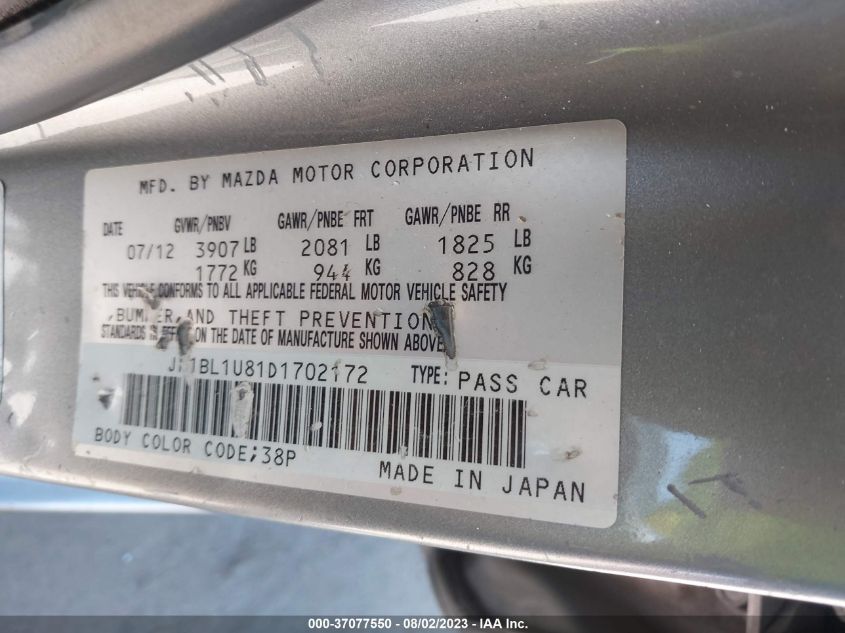 MFD. BY MAZDA MOTOR CORPORATION
DATE GVWR/PNBV GAWR/PNBE FRT GAWR/PNBE RR
07/12 3907 LB 2081 LB 1825 LB
1772 KG 944 KG 828 KG
THIS VEHICLE CONFORMS TO ALL APPLICABLE FEDERAL MOTOR VEHICLE SAFETY
,BUMPER,AND THEFT PREVENTION
STANDARDS IN EFFECT ON THE DATE OF MANUFACTURE SHOWN ABOVE.
JM1BL1U81D1702172 TYPE: PASS CAR
BODY COLOR CODE;38P
MADE IN JAPAN
000-37077550 - 08/02/2023 - IAA Inc.